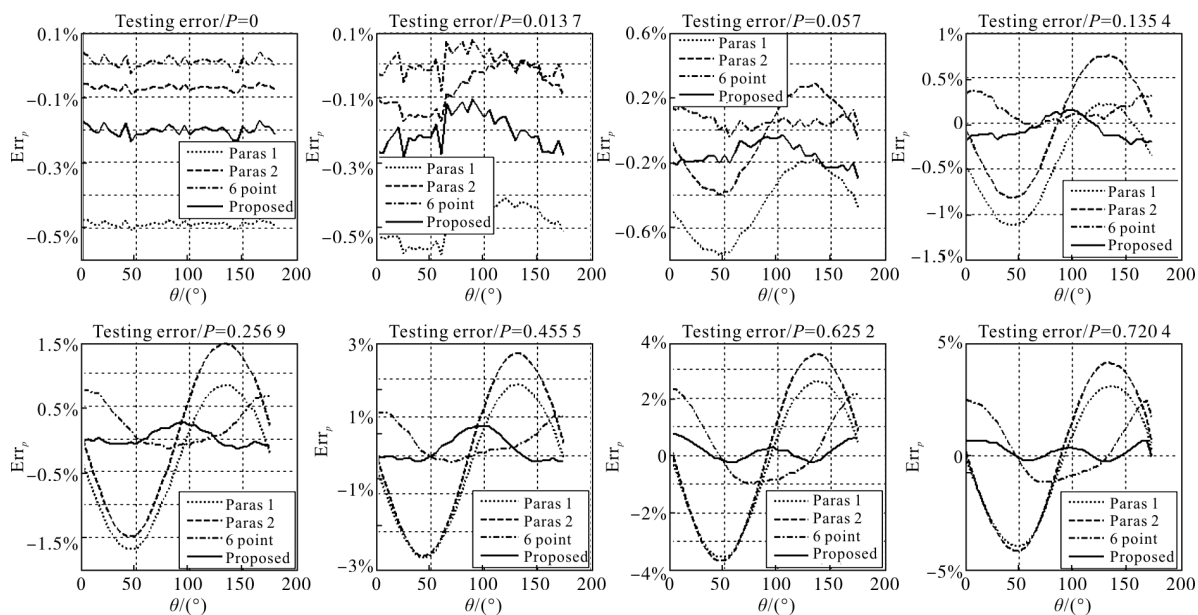 Testing error/P=0
0.1%
−0.1%
−0.3%
−0.5%
Err_p
Paras 1
Paras 2
6 point
Proposed
0 50 100 150 200
θ/(°)
Testing error/P=0.013 7
0.1%
−0.1%
−0.3%
−0.5%
Err_p
Paras 1
Paras 2
6 point
Proposed
0 50 100 150 200
θ/(°)
Testing error/P=0.057
0.6%
0.2%
−0.2%
−0.6%
Err_p
Paras 1
Paras 2
6 point
Proposed
0 50 100 150 200
θ/(°)
Testing error/P=0.135 4
1%
0.5%
0
−0.5%
−1%
−1.5%
Err_p
Paras 1
Paras 2
6 point
Proposed
0 50 100 150 200
θ/(°)
Testing error/P=0.256 9
1.5%
0.5%
−0.5%
−1.5%
Err_p
Paras 1
Paras 2
6 point
Proposed
0 50 100 150 200
θ/(°)
Testing error/P=0.455 5
3%
1%
−1%
−3%
Err_p
Paras 1
Paras 2
6 point
Proposed
0 50 100 150 200
θ/(°)
Testing error/P=0.625 2
4%
2%
0
−2%
−4%
Err_p
Paras 1
Paras 2
6 point
Proposed
0 50 100 150 200
θ/(°)
Testing error/P=0.720 4
5%
0
−5%
Err_p
Paras 1
Paras 2
6 point
Proposed
0 50 100 150 200
θ/(°)